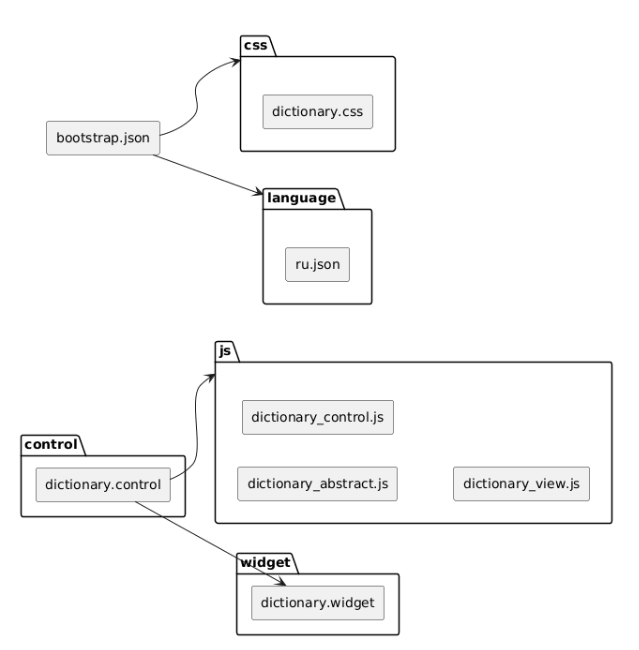 css
dictionary.css
bootstrap.json
language
ru.json
js
dictionary_control.js
control
dictionary.control
dictionary_abstract.js
dictionary_view.js
widget
dictionary.widget